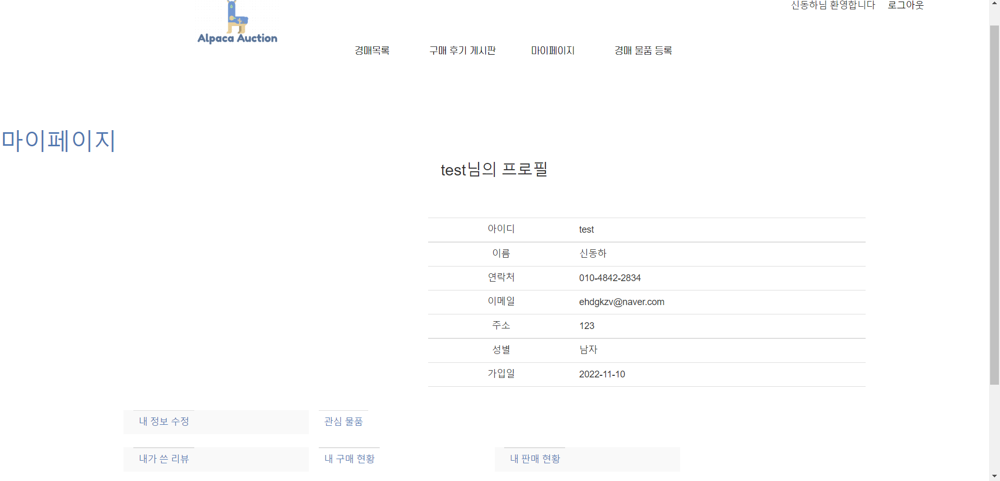 신동하님 환영합니다 로그아웃
Alpaca Auction
경매목록 구매 후기 게시판 마이페이지 경매 물품 등록
마이페이지
test님의 프로필
아이디 test
이름 신동하
연락처 010-4842-2834
이메일 ehdgkzv@naver.com
주소 123
성별 남자
가입일 2022-11-10
내 정보 수정 관심 물품
내가 쓴 리뷰 내 구매 현황 내 판매 현황